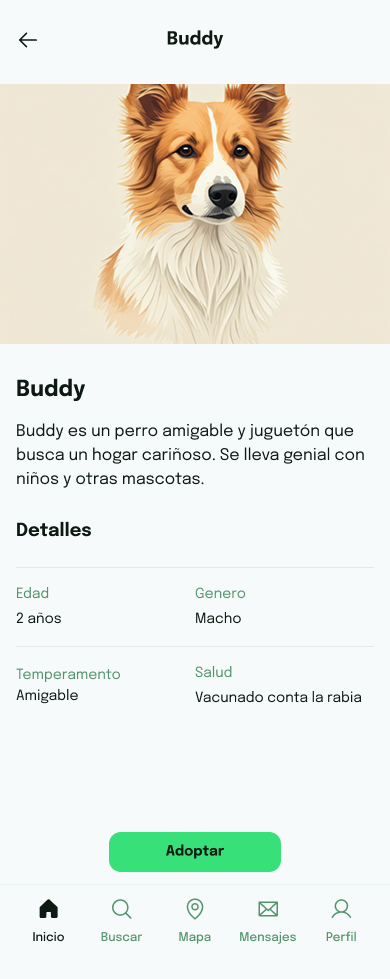 Buddy
Buddy
Buddy es un perro amigable y juguetón que
busca un hogar cariñoso. Se lleva genial con
niños y otras mascotas.
Detalles
Edad
2 años
Genero
Macho
Temperamento
Amigable
Salud
Vacunado conta la rabia
Adoptar
Inicio
Buscar
Mapa
Mensajes
Perfil